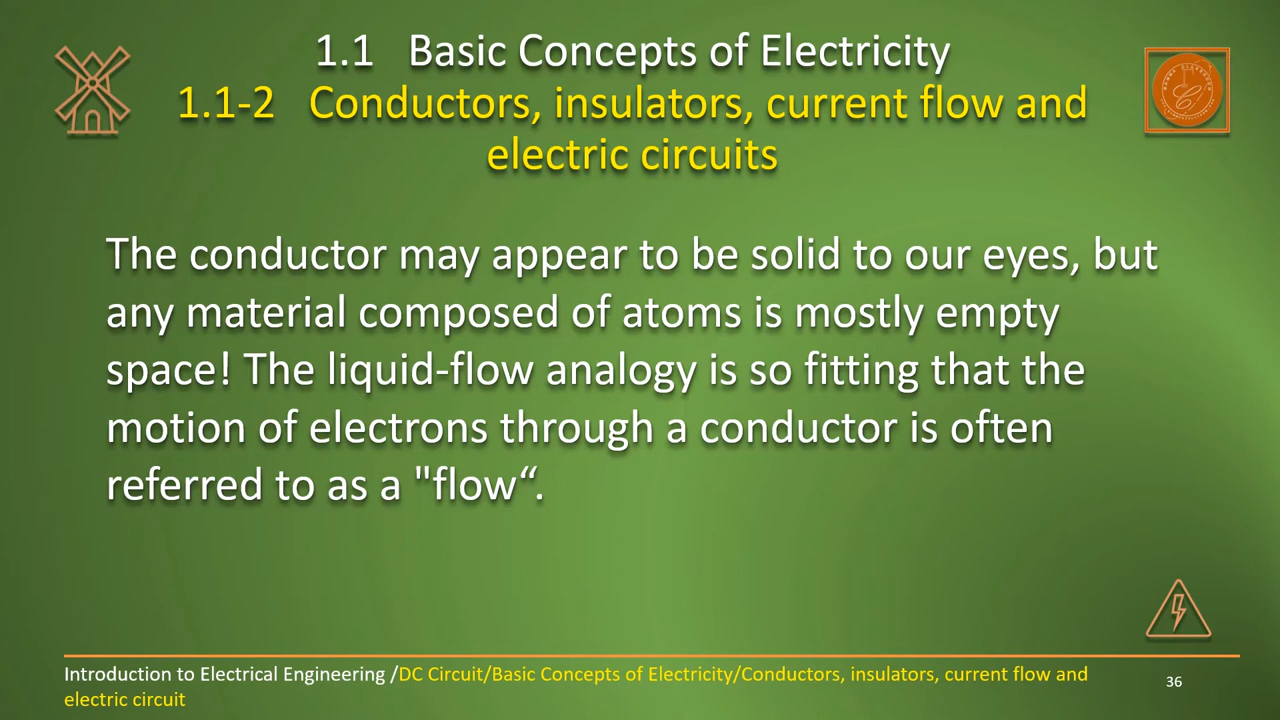 1.1 Basic Concepts of Electricity
1.1-2 Conductors, insulators, current flow and
electric circuits
The conductor may appear to be solid to our eyes, but
any material composed of atoms is mostly empty
space! The liquid-flow analogy is so fitting that the
motion of electrons through a conductor is often
referred to as a "flow“.
Introduction to Electrical Engineering /DC Circuit/Basic Concepts of Electricity/Conductors, insulators, current flow and
electric circuit
36